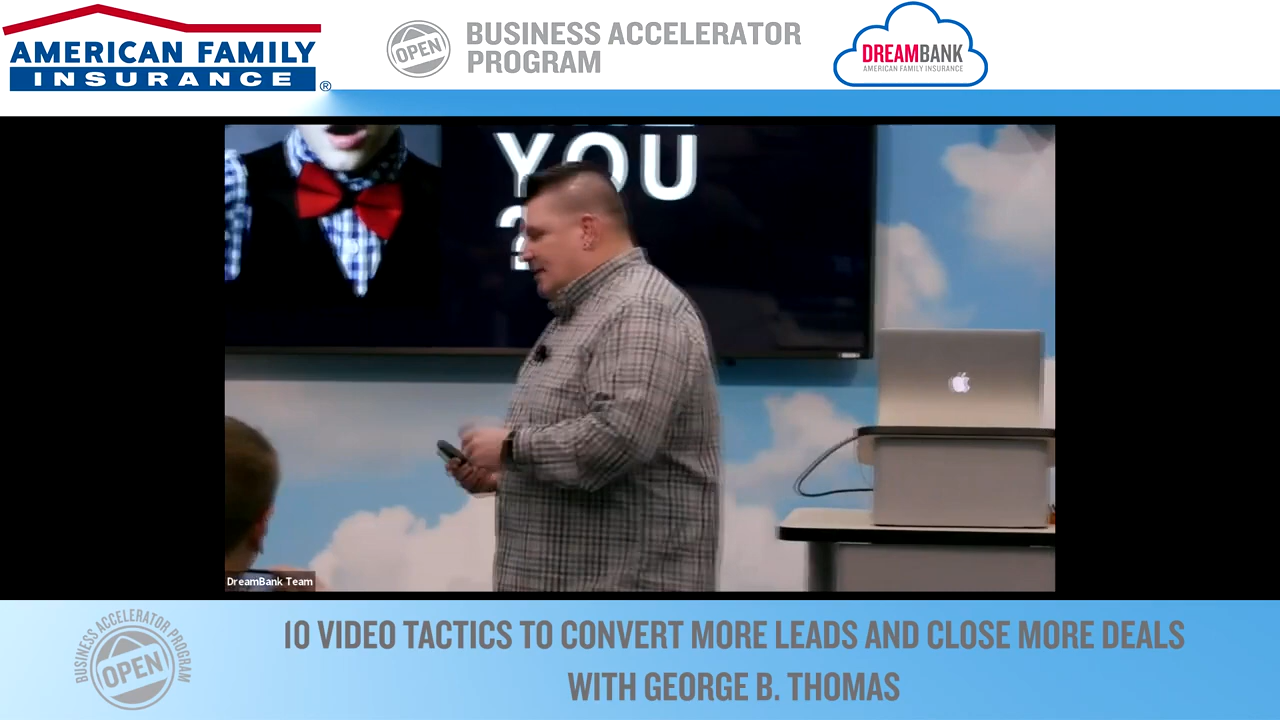 AMERICAN FAMILY
INSURANCE ®
OPEN
BUSINESS ACCELERATOR
PROGRAM
DREAMBANK
AMERICAN FAMILY INSURANCE
YOU
?
DreamBank Team
BUSINESS ACCELERATOR PROGRAM
OPEN
10 VIDEO TACTICS TO CONVERT MORE LEADS AND CLOSE MORE DEALS
WITH GEORGE B. THOMAS